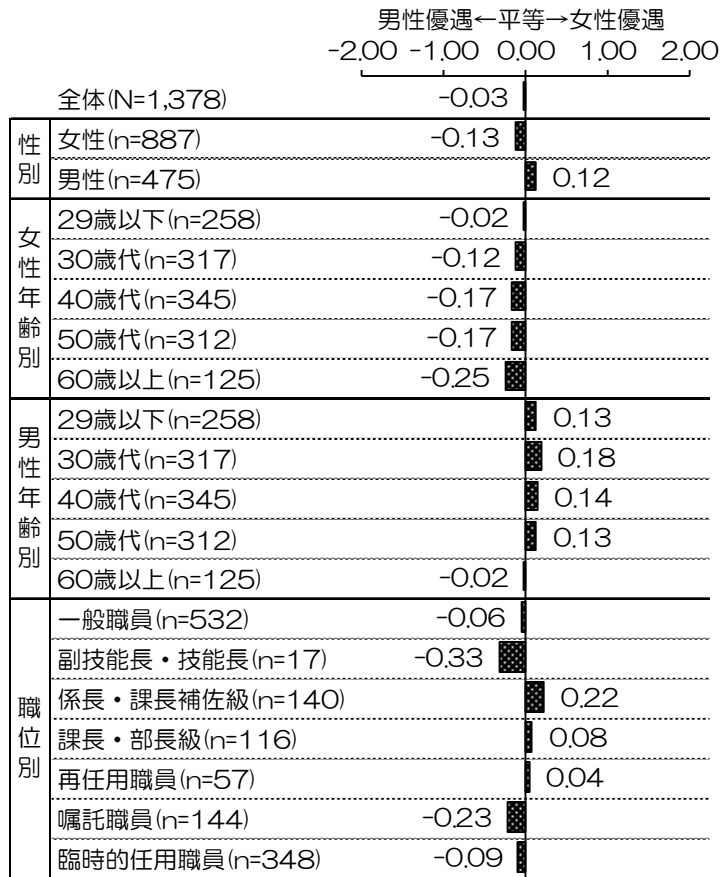 男性優遇←平等→女性優遇
-2.00 -1.00 0.00 1.00 2.00
全体(N=1,378) -0.03
性別
女性(n=887) -0.13
男性(n=475) 0.12
女性年齢別
29歳以下(n=258) -0.02
30歳代(n=317) -0.12
40歳代(n=345) -0.17
50歳代(n=312) -0.17
60歳以上(n=125) -0.25
男性年齢別
29歳以下(n=258) 0.13
30歳代(n=317) 0.18
40歳代(n=345) 0.14
50歳代(n=312) 0.13
60歳以上(n=125) -0.02
職位別
一般職員(n=532) -0.06
副技能長・技能長(n=17) -0.33
係長・課長補佐級(n=140) 0.22
課長・部長級(n=116) 0.08
再任用職員(n=57) 0.04
嘱託職員(n=144) -0.23
臨時的任用職員(n=348) -0.09